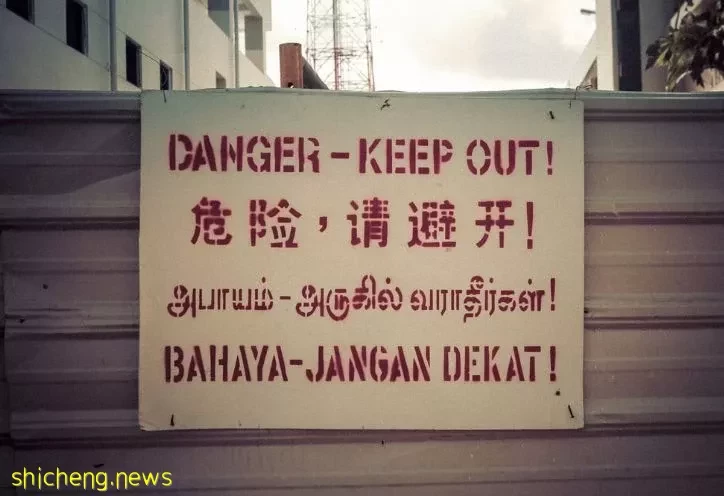 DANGER - KEEP OUT!
危险，请避开!
அபாயம் - அருகில் வராதீர்கள்!
BAHAYA-JANGAN DEKAT!
shicheng.news